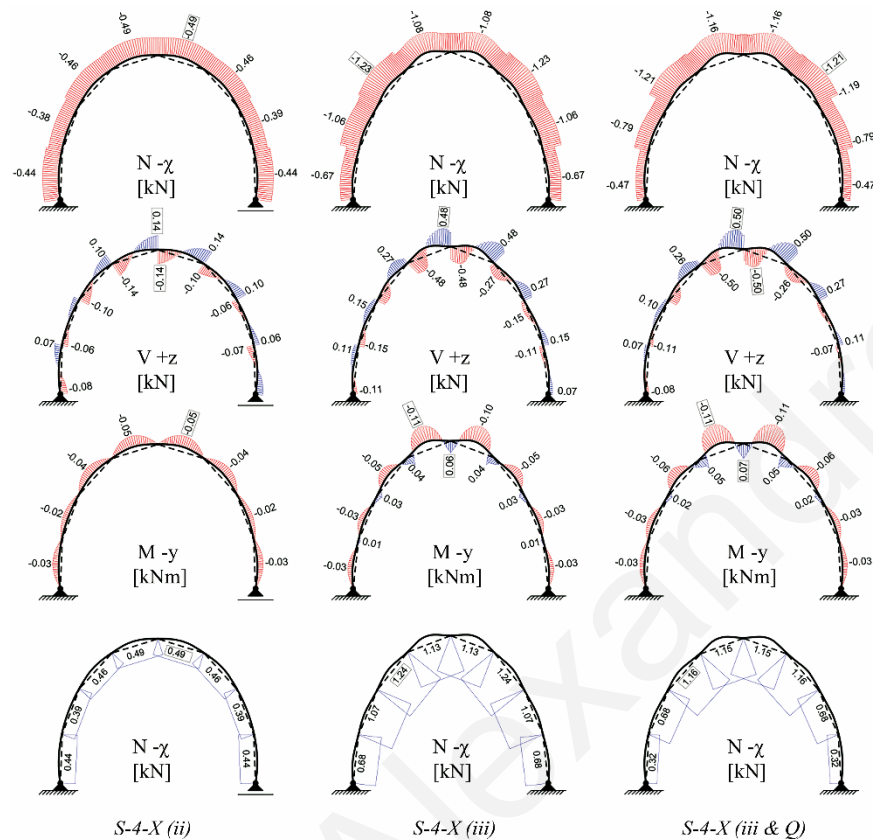 -0.49 -0.49 -1.08 -1.08 -1.16 -1.16
-0.46 -0.46 -1.23 -1.23 -1.21 -1.21
-1.19
-0.38 -0.39 -1.06 -1.06 -0.79 -0.79
-0.44 -0.44 -0.67 -0.67 -0.47 -0.47
N -χ N -χ N -χ
[kN] [kN] [kN]
0.14 0.48 0.50
0.10 0.14 0.27 0.48 0.26 0.50
-0.14 -0.14 -0.48 -0.48 -0.50 -0.50
-0.10 -0.10 0.10 -0.27 0.27 -0.26 0.27
-0.06 0.15 -0.15 0.10
0.07 -0.06 -0.07 0.06 0.11 -0.15 -0.11 0.15 0.07 -0.11 -0.07 0.11
V +z V +z V +z
[kN] [kN] [kN]
-0.08 -0.11 0.07 -0.08
-0.05 -0.05 -0.11 -0.10 -0.11 -0.11
-0.04 -0.04 -0.05 0.04 0.06 0.04 -0.05 -0.06 0.05 0.07 0.05 -0.06
-0.02 -0.02 -0.03 0.03 0.03 -0.03 -0.03 0.02 0.02 -0.03
-0.03 -0.03 -0.03 0.01 0.01 -0.03 -0.03 -0.03
M -y M -y M -y
[kNm] [kNm] [kNm]
0.49 0.49 1.13 1.13 1.16 1.15
0.46 0.46 1.24 1.24 1.16 1.16
0.39 0.39 1.07 1.07 0.68 0.68
0.44 0.44 0.68 0.68 0.32 0.32
N -χ N -χ N -χ
[kN] [kN] [kN]
S-4-X (ii) S-4-X (iii) S-4-X (iii & Q)
Alexandr